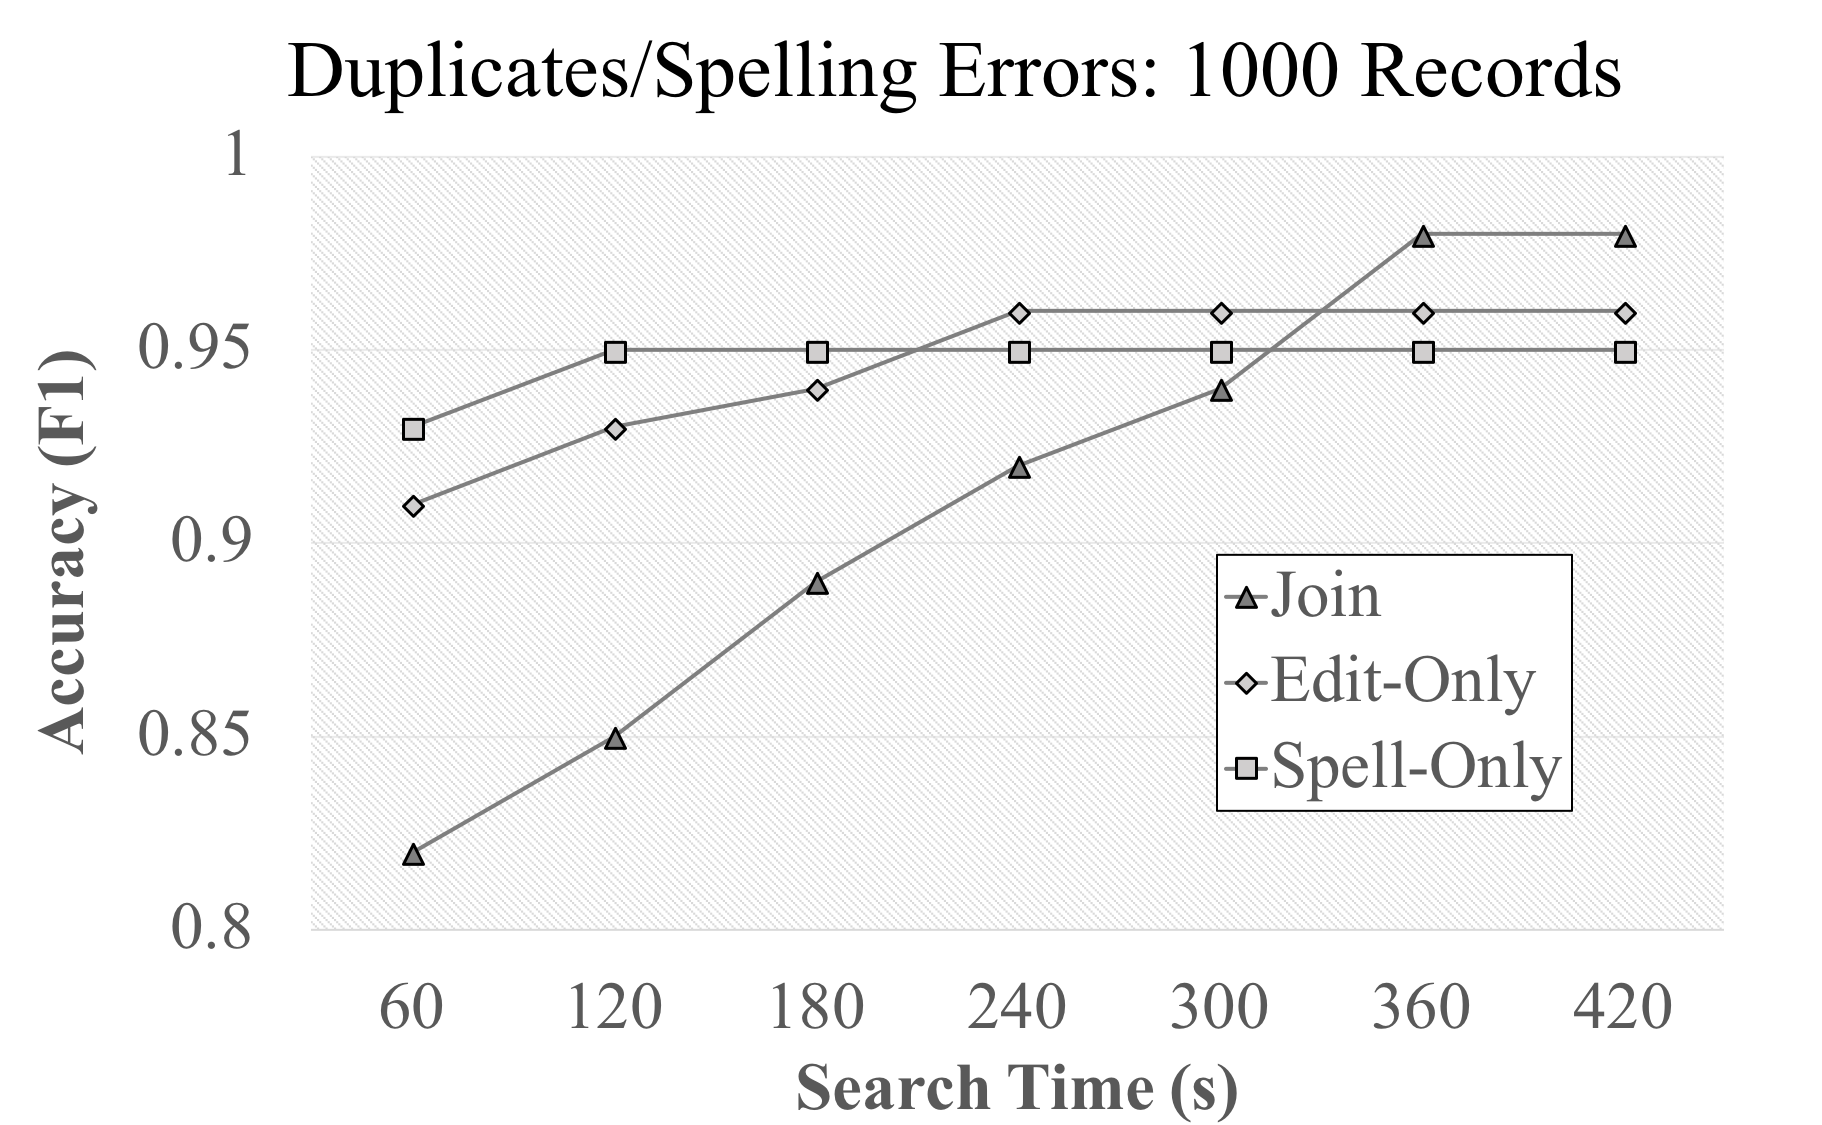 Duplicates/Spelling Errors: 1000 Records
1
0.95
0.9
0.85
0.8
Accuracy (F1)
Join
Edit-Only
Spell-Only
60 120 180 240 300 360 420
Search Time (s)